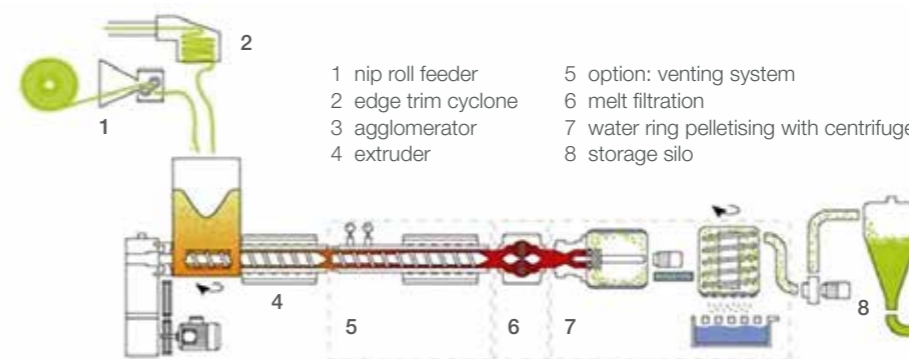 2
1
1 nip roll feeder
2 edge trim cyclone
3 agglomerator
4 extruder
5 option: venting system
6 melt filtration
7 water ring pelletising with centrifuge
8 storage silo
4
5
6
7
8